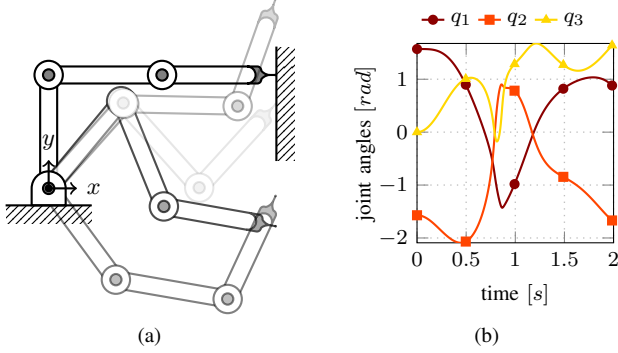 y
x
(a)
q1 q2 q3
joint angles [rad]
1
0
−1
−2
0 0.5 1 1.5 2
time [s]
(b)